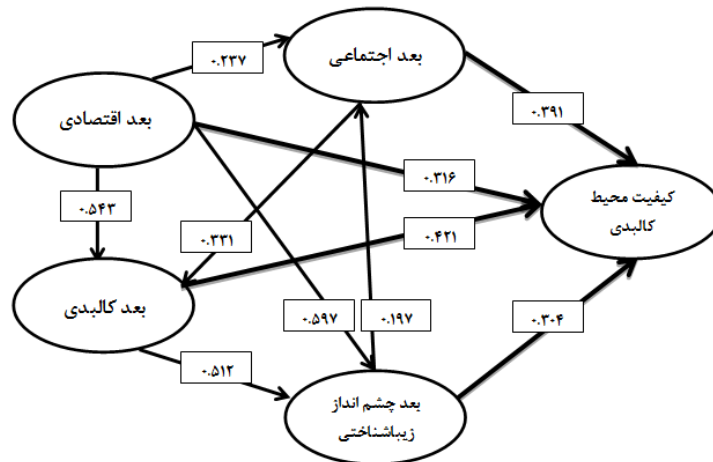 بعد اجتماعی
۰.۲۳۷
بعد اقتصادی
۰.۳۹۱
۰.۳۱۶
کیفیت محیط
کالبدی
۰.۵۴۳
۰.۳۳۱
۰.۴۲۱
بعد کالبدی
۰.۵۹۷
۰.۱۹۷
۰.۳۰۴
۰.۵۱۲
بعد چشم انداز
زیباشناختی